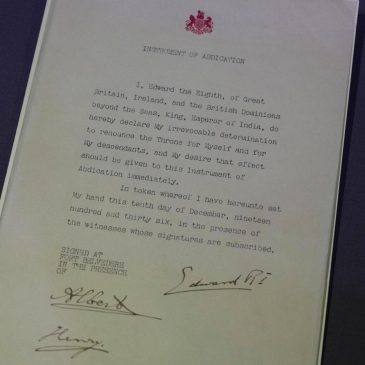 INSTRUMENT OF ABDICATION
I, Edward the Eighth, of Great
Britain, Ireland, and the British Dominions
beyond the Seas, King, Emperor of India, do
hereby declare My irrevocable determination
to renounce the Throne for Myself and for
My descendants, and My desire that effect
should be given to this Instrument of
Abdication immediately.
In token whereof I have hereunto set
My hand this tenth day of December, nineteen
hundred and thirty six, in the presence of
the witnesses whose signatures are subscribed.
SIGNED AT
FORT BELVEDERE
IN THE PRESENCE
OF
Edward RI
Albert
Henry.